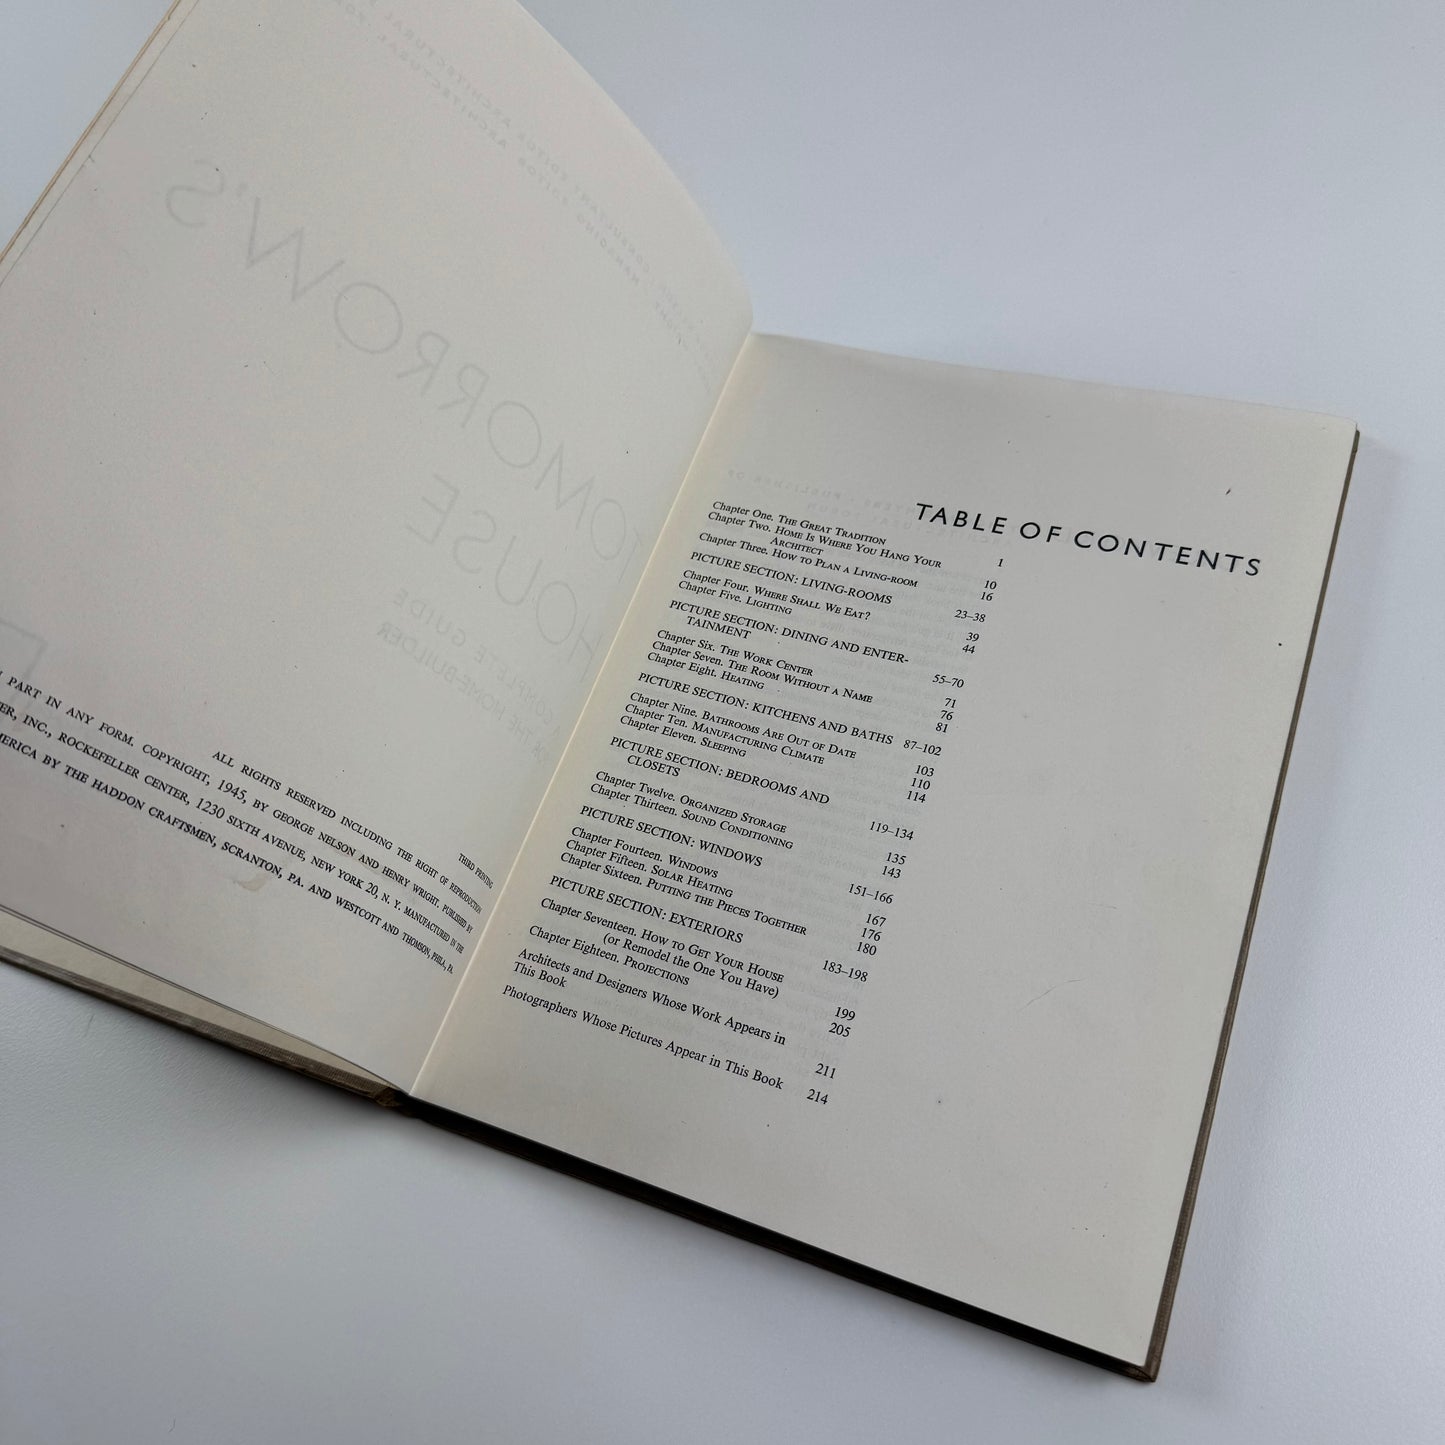 TOMORROW'S
HOUSE
COMPLETE GUIDE
THE HOME-BUILDER
THIRD PRINTING
ALL RIGHTS RESERVED INCLUDING THE RIGHT OF REPRODUCTION
PART IN ANY FORM. COPYRIGHT, 1945, BY GEORGE NELSON AND HENRY WRIGHT. PUBLISHED BY
INC., ROCKEFELLER CENTER, 1230 SIXTH AVENUE, NEW YORK 20, N. Y. MANUFACTURED IN THE
BY THE HADDON CRAFTSMEN, SCRANTON, PA. AND WESTCOTT AND THOMSON, PHILA., PA.
TABLE OF CONTENTS
Chapter One. THE GREAT TRADITION 1
Chapter Two. HOME IS WHERE YOU HANG YOUR
ARCHITECT 10
Chapter Three. HOW TO PLAN A LIVING-ROOM 16
PICTURE SECTION: LIVING-ROOMS 23–38
Chapter Four. WHERE SHALL WE EAT? 39
Chapter Five. LIGHTING 44
PICTURE SECTION: DINING AND ENTER-
TAINMENT 55–70
Chapter Six. THE WORK CENTER 71
Chapter Seven. THE ROOM WITHOUT A NAME 76
Chapter Eight. HEATING 81
PICTURE SECTION: KITCHENS AND BATHS 87–102
Chapter Nine. BATHROOMS ARE OUT OF DATE 103
Chapter Ten. MANUFACTURING CLIMATE 110
Chapter Eleven. SLEEPING 114
PICTURE SECTION: BEDROOMS AND
CLOSETS 119–134
Chapter Twelve. ORGANIZED STORAGE 135
Chapter Thirteen. SOUND CONDITIONING 143
PICTURE SECTION: WINDOWS 151–166
Chapter Fourteen. WINDOWS 167
Chapter Fifteen. SOLAR HEATING 176
Chapter Sixteen. PUTTING THE PIECES TOGETHER 180
PICTURE SECTION: EXTERIORS 183–198
Chapter Seventeen. HOW TO GET YOUR HOUSE
(or Remodel the One You Have) 199
Chapter Eighteen. PROJECTIONS 205
Architects and Designers Whose Work Appears in
This Book 211
Photographers Whose Pictures Appear in This Book 214